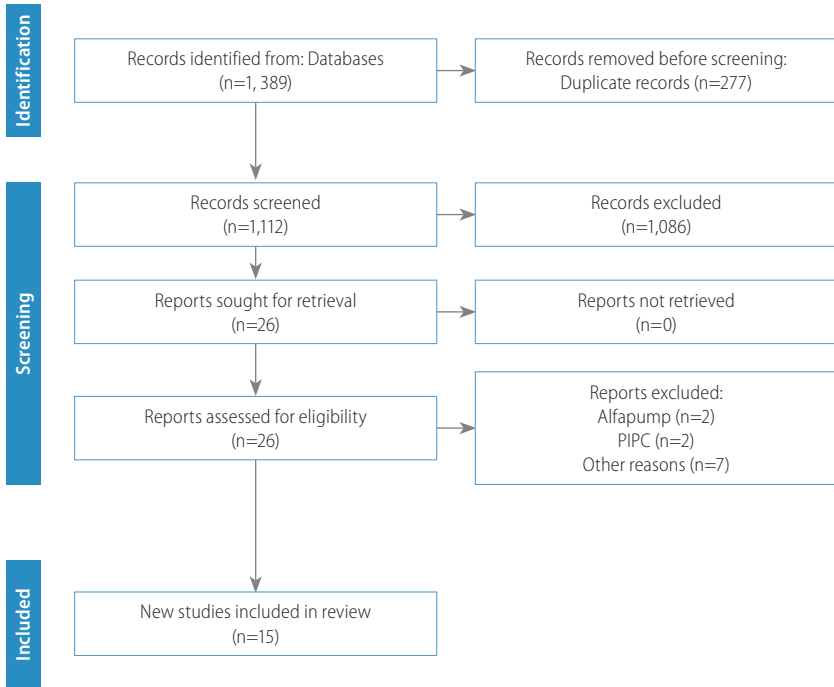 Identification
Records identified from: Databases
(n=1, 389)
Records removed before screening:
Duplicate records (n=277)
Screening
Records screened
(n=1,112)
Records excluded
(n=1,086)
Reports sought for retrieval
(n=26)
Reports not retrieved
(n=0)
Reports assessed for eligibility
(n=26)
Reports excluded:
Alfapump (n=2)
PIPC (n=2)
Other reasons (n=7)
Included
New studies included in review
(n=15)